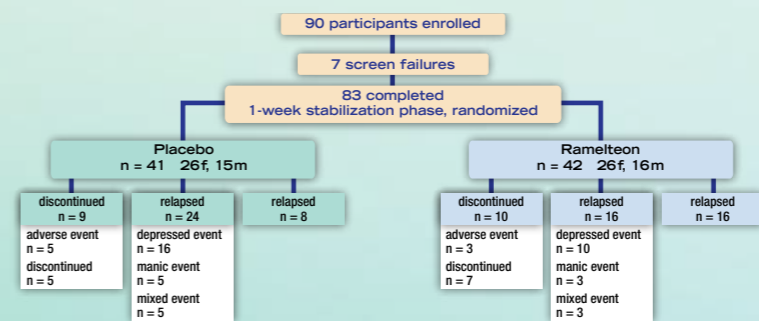 90 participants enrolled
7 screen failures
83 completed
1-week stabilization phase, randomized
Placebo
n = 41 26f, 15m
discontinued
n = 9
adverse event
n = 5
discontinued
n = 5
relapsed
n = 24
depressed event
n = 16
manic event
n = 5
mixed event
n = 5
relapsed
n = 8
Ramelteon
n = 42 26f, 16m
discontinued
n = 10
adverse event
n = 3
discontinued
n = 7
relapsed
n = 16
depressed event
n = 10
manic event
n = 3
mixed event
n = 3
relapsed
n = 16